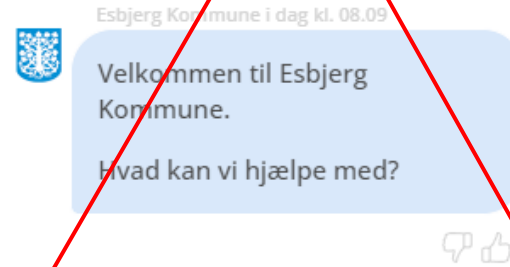 Esbjerg Kommune i dag kl. 08.09
Velkommen til Esbjerg
Kommune.
Hvad kan vi hjælpe med?